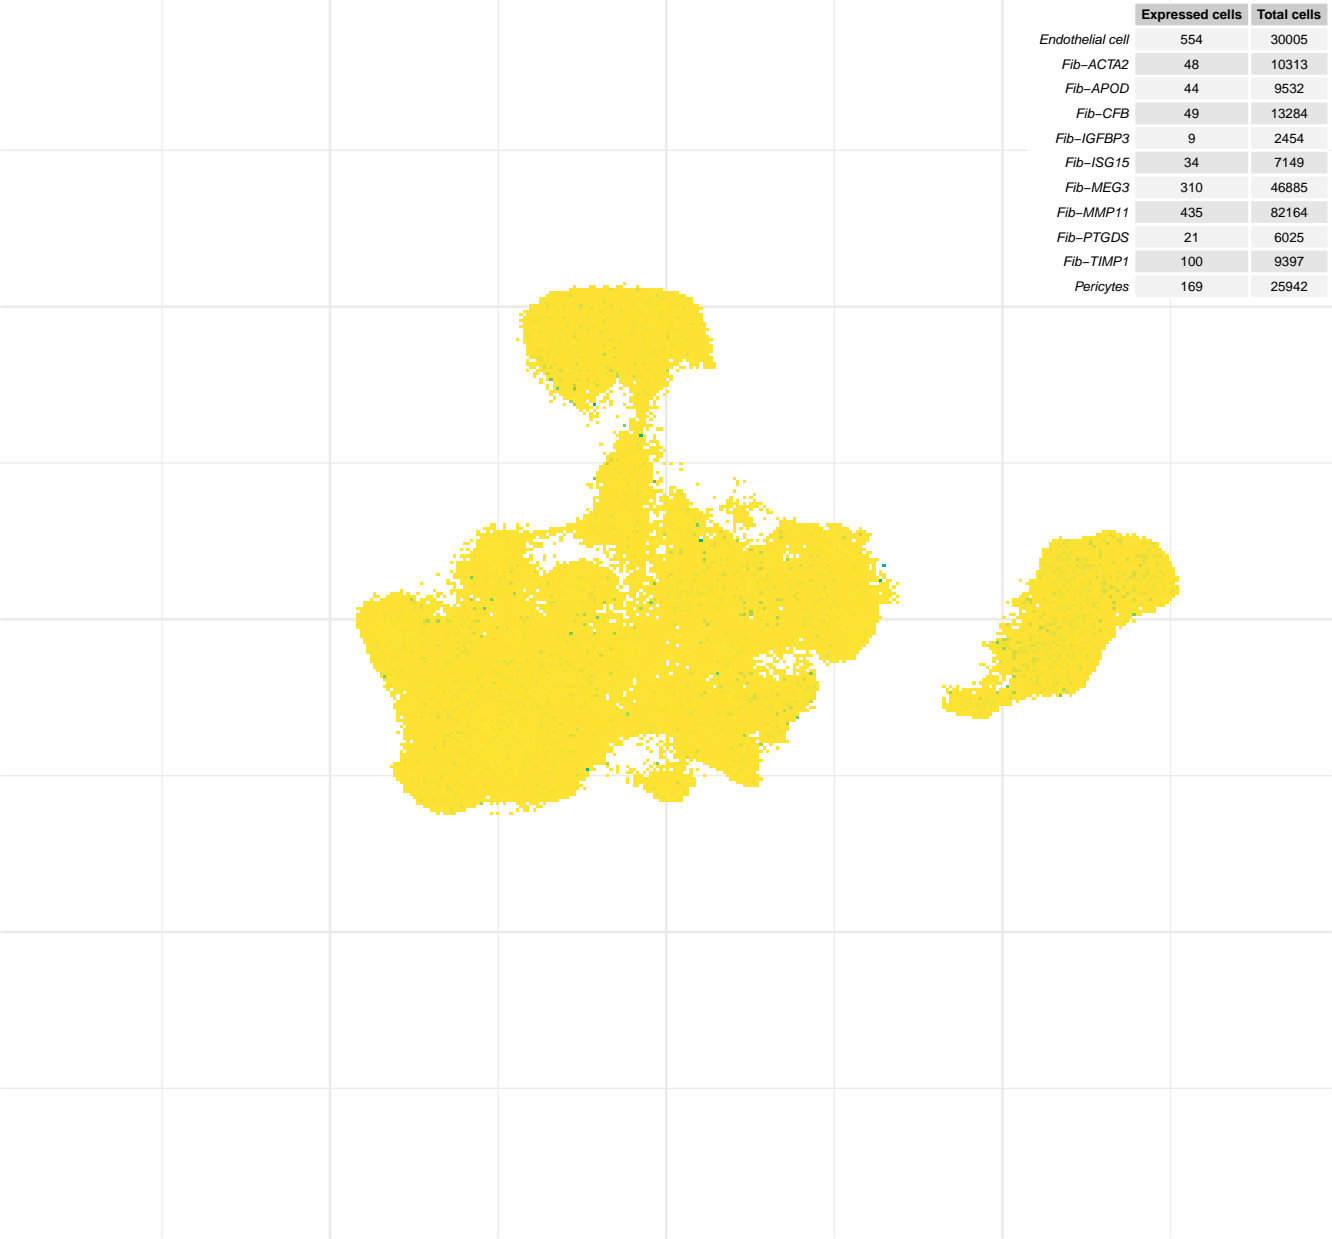 Expressed cells Total cells
Endothelial cell 554 30005
Fib−ACTA2 48 10313
Fib−APOD 44 9532
Fib−CFB 49 13284
Fib−IGFBP3 9 2454
Fib−ISG15 34 7149
Fib−MEG3 310 46885
Fib−MMP11 435 82164
Fib−PTGDS 21 6025
Fib−TIMP1 100 9397
Pericytes 169 25942